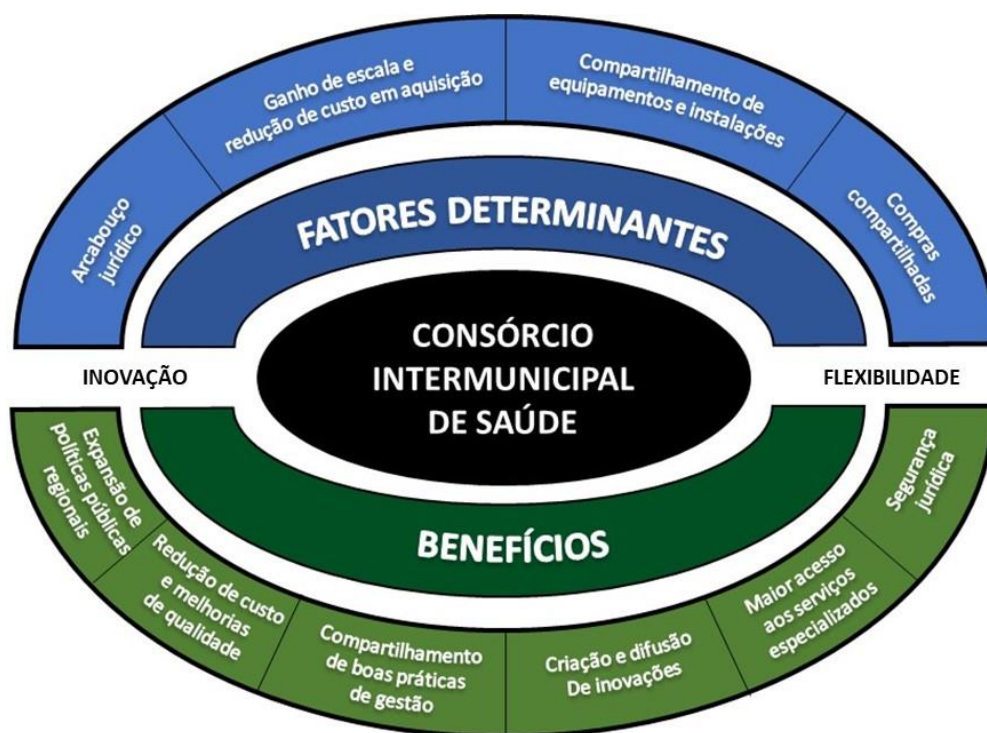 Arcabouço
jurídico
Ganho de escala e
redução de custo em aquisição
Compartilhamento de
equipamentos e instalações
Compras
compartilhadas
FATORES DETERMINANTES
INOVAÇÃO
CONSÓRCIO
INTERMUNICIPAL
DE SAÚDE
FLEXIBILIDADE
BENEFÍCIOS
Expansão de
políticas públicas
regionais
Redução de custo
e melhorias
de qualidade
Compartilhamento
de boas práticas
de gestão
Criação e difusão
De inovações
Maior acesso
aos serviços
especializados
Segurança
jurídica